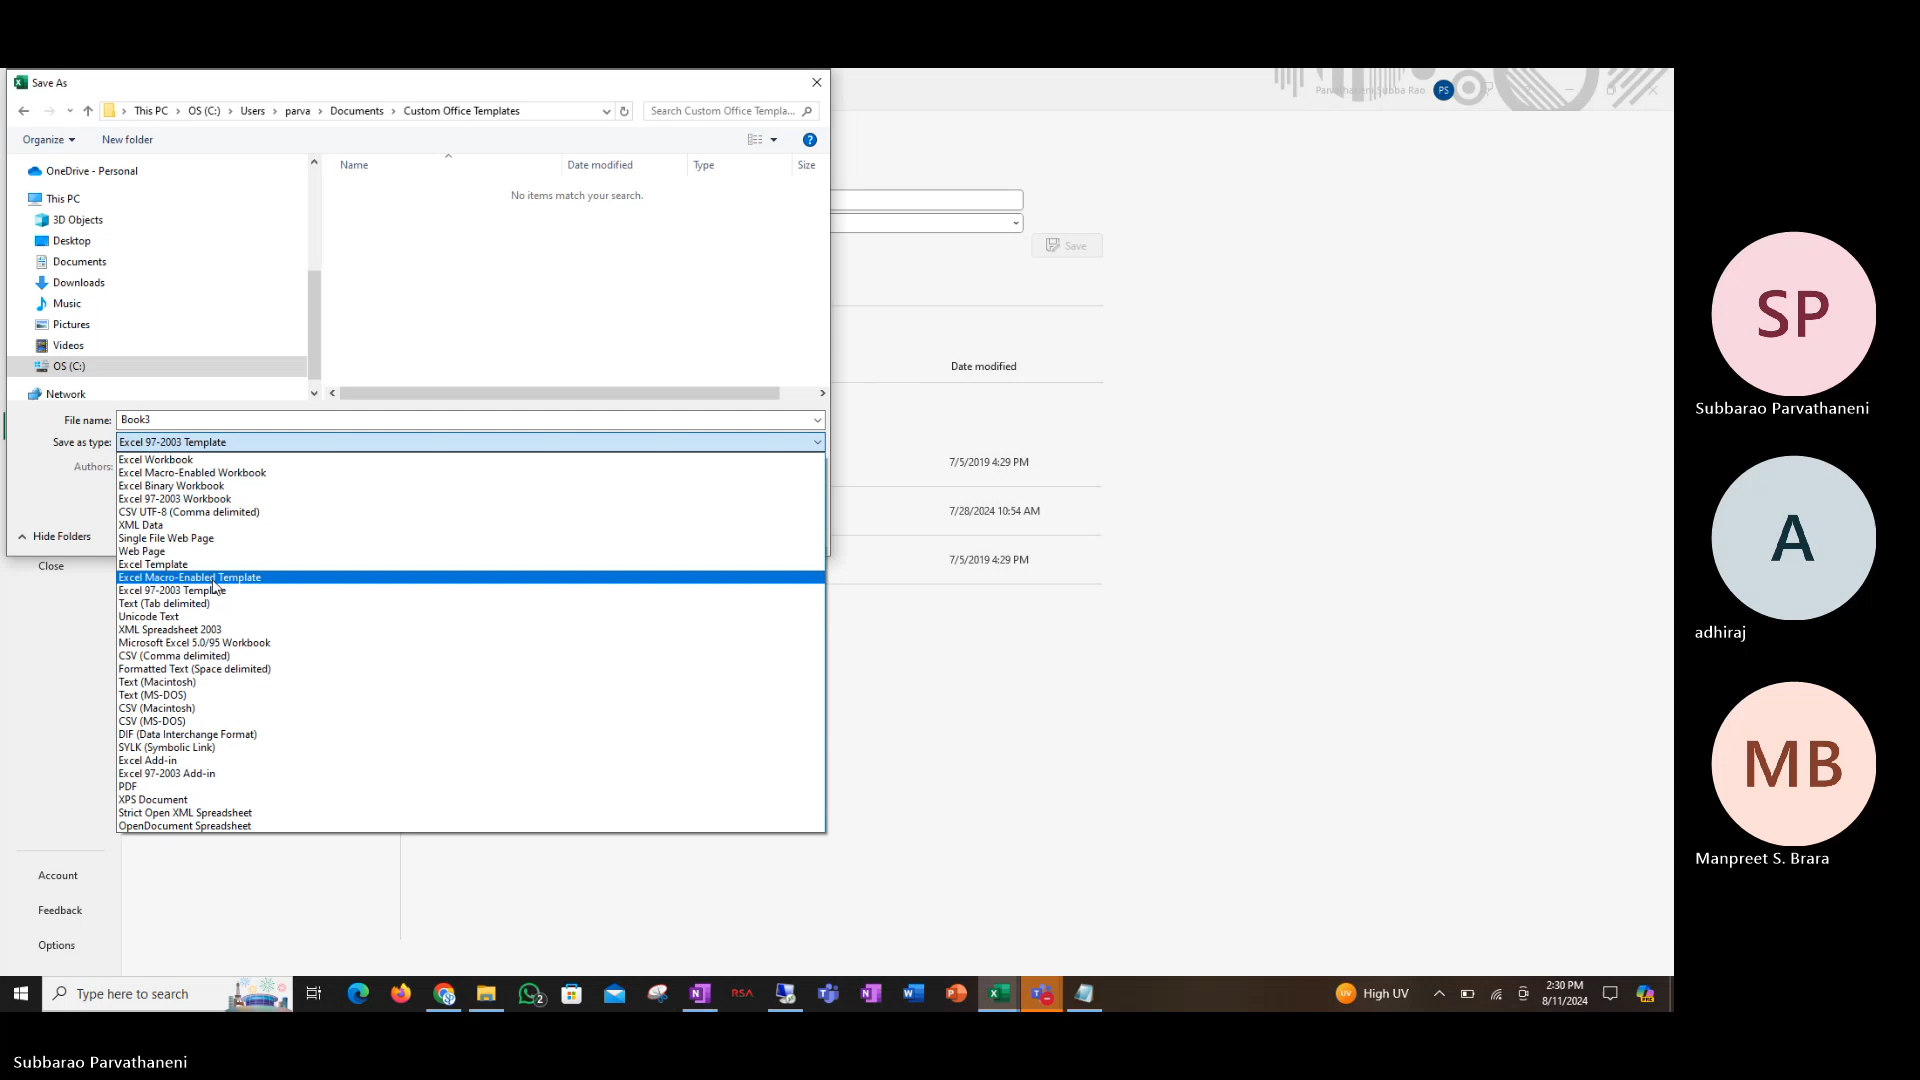 Save As
This PC
OS (C:)
Users
parva
Documents
Custom Office Templates
Search Custom Office Templa...
Organize
New folder
OneDrive - Personal
This PC
3D Objects
Desktop
Documents
Downloads
Music
Pictures
Videos
OS (C:)
Network
Name
Date modified
Type
Size
No items match your search.
File name:
Book3
Save as type:
Excel 97-2003 Template
Authors:
Hide Folders
Excel Workbook
Excel Macro-Enabled Workbook
Excel Binary Workbook
Excel 97-2003 Workbook
CSV UTF-8 (Comma delimited)
XML Data
Single File Web Page
Web Page
Excel Template
Excel Macro-Enabled Template
Excel 97-2003 Template
Text (Tab delimited)
Unicode Text
XML Spreadsheet 2003
Microsoft Excel 5.0/95 Workbook
CSV (Comma delimited)
Formatted Text (Space delimited)
Text (Macintosh)
Text (MS-DOS)
CSV (Macintosh)
CSV (MS-DOS)
DIF (Data Interchange Format)
SYLK (Symbolic Link)
Excel Add-in
Excel 97-2003 Add-in
PDF
XPS Document
Strict Open XML Spreadsheet
OpenDocument Spreadsheet
PS
Save
Date modified
7/5/2019 4:29 PM
7/28/2024 10:54 AM
7/5/2019 4:29 PM
Close
Account
Feedback
Options
Type here to search
RSA
High UV
2:30 PM
8/11/2024
SP
Subbarao Parvathaneni
A
adhiraj
MB
Manpreet S. Brara
Subbarao Parvathaneni